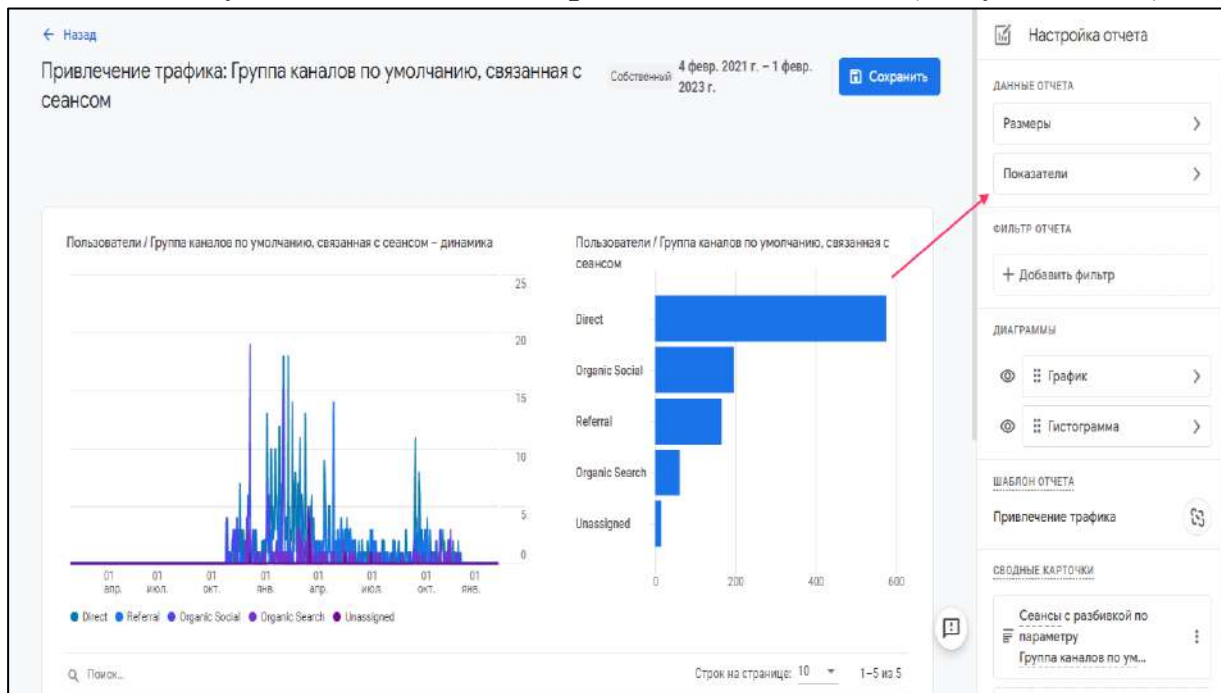 ← Назад
Привлечение трафика: Группа каналов по умолчанию, связанная с
сеансом
Собственный
4 февр. 2021 г. – 1 февр.
2023 г.
Сохранить
Пользователи / Группа каналов по умолчанию, связанная с сеансом – динамика
25
20
15
10
5
0
01 апр.
01 июл.
01 окт.
01 янв.
01 апр.
01 июл.
01 окт.
01 янв.
Direct Referral Organic Social Organic Search Unassigned
Пользователи / Группа каналов по умолчанию, связанная с
сеансом
Direct
Organic Social
Referral
Organic Search
Unassigned
0 200 400 600
Поиск...
Строк на странице: 10
1–5 из 5
Настройка отчета
ДАННЫЕ ОТЧЕТА
Размеры
Показатели
ФИЛЬТР ОТЧЕТА
+ Добавить фильтр
ДИАГРАММЫ
График
Гистограмма
ШАБЛОН ОТЧЕТА
Привлечение трафика
СВОДНЫЕ КАРТОЧКИ
Сеансы с разбивкой по
параметру
Группа каналов по ум...